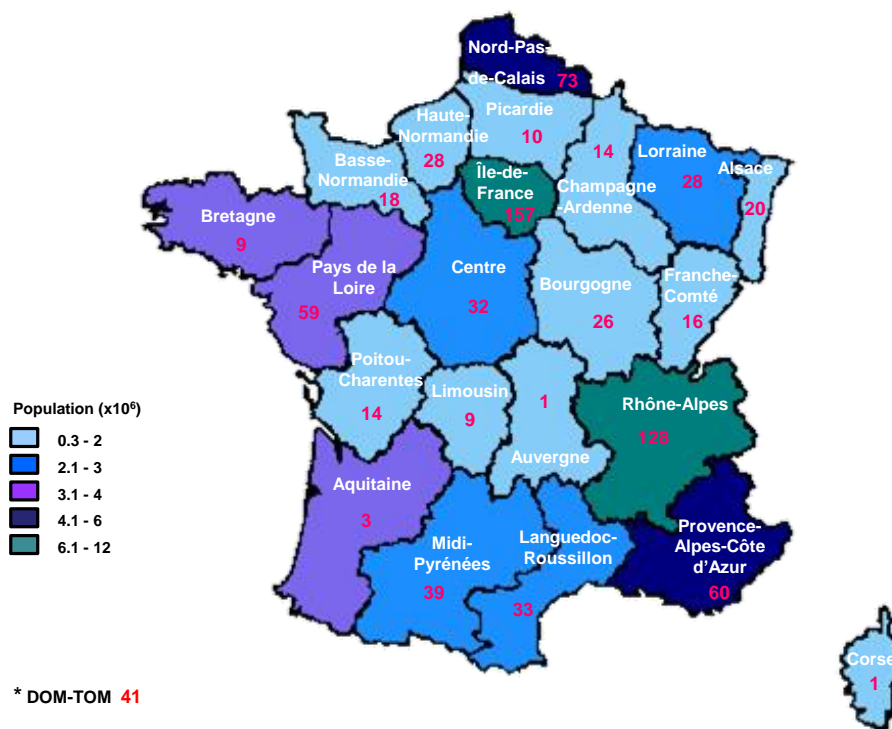 Nord-Pas-
de-Calais 73
Haute-
Normandie
28
Picardie
10
14
Champagne
-Ardenne
Lorraine
28
Alsace
20
Basse-
Normandie
18
Île-de-
France
157
Bretagne
9
Pays de la
Loire
59
Centre
32
Bourgogne
26
Franche-
Comté
16
Poitou-
Charentes
14
Limousin
9
1
Auvergne
Rhône-Alpes
128
Aquitaine
3
Midi-
Pyrénées
39
Languedoc-
Roussillon
33
Provence-
Alpes-Côte
d'Azur
60
Corse
1
Population (x10⁶)
0.3 - 2
2.1 - 3
3.1 - 4
4.1 - 6
6.1 - 12
* DOM-TOM 41